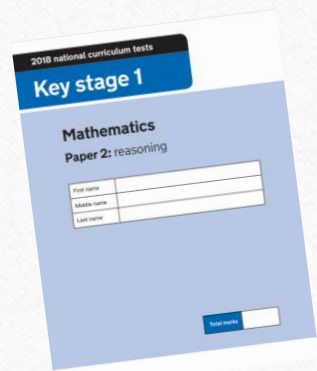 2018 national curriculum tests
Key stage 1
Mathematics
Paper 2: reasoning
First name
Middle name
Last name
Total marks